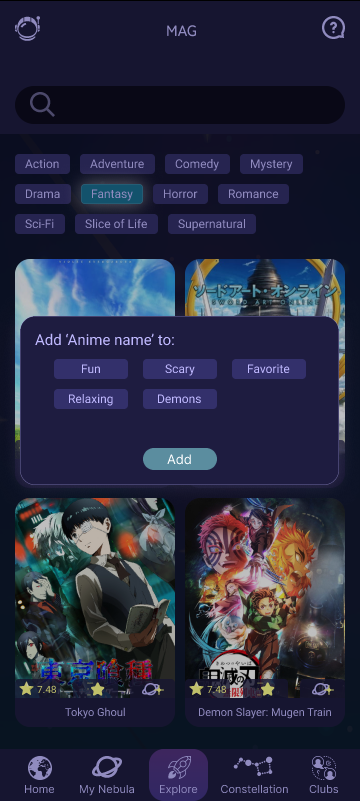 MAG
?
Action Adventure Comedy Mystery
Drama Fantasy Horror Romance
Sci-Fi Slice of Life Supernatural
ソードアート・オンライン
SWORD ART ONLINE
Add ‘Anime name’ to:
Fun Scary Favorite
Relaxing Demons
Add
東京喰種
7.48
7.48
Tokyo Ghoul
Demon Slayer: Mugen Train
Home My Nebula Explore Constellation Clubs